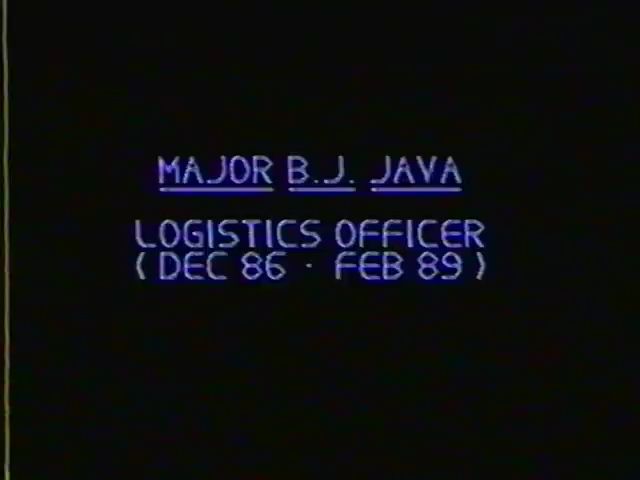 MAJOR B.J. JAVA
LOGISTICS OFFICER
(DEC 86 - FEB 89)